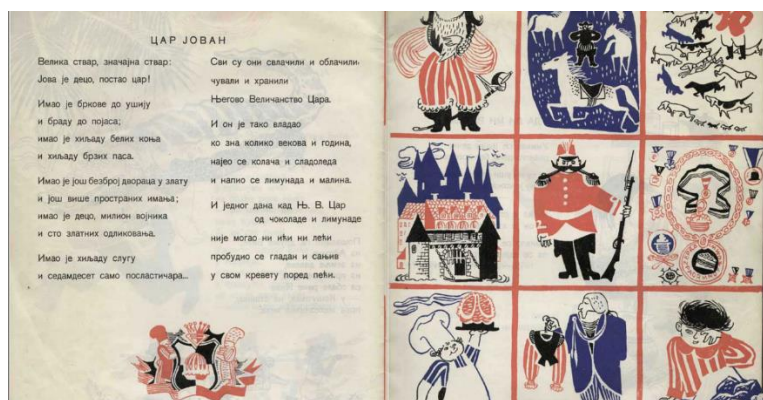 ЦАР ЈОВАН
Велика ствар, значајна ствар:
Јова је децо, постао цар!
Имао је бркове до ушију
и браду до појаса;
имао је хиљаду белих коња
и хиљаду брзих паса.
Имао је још безброј двораца у злату
и још више пространих имања;
имао је децо, милион војника
и сто златних одликовања.
Имао је хиљаду слугу
и седамдесет само посластичара...
Сви су они свлачили и облачили,
чували и хранили
Његово Величанство Цара.
И он је тако владао
ко зна колико векова и година,
најео се колача и сладоледа
и напио се лимунада и малина.
И једног дана кад Њ. В. Цар
од чоколаде и лимунаде
није могао ни ићи ни лећи
пробудио се гладан и сањив
у свом кревету поред пећи.